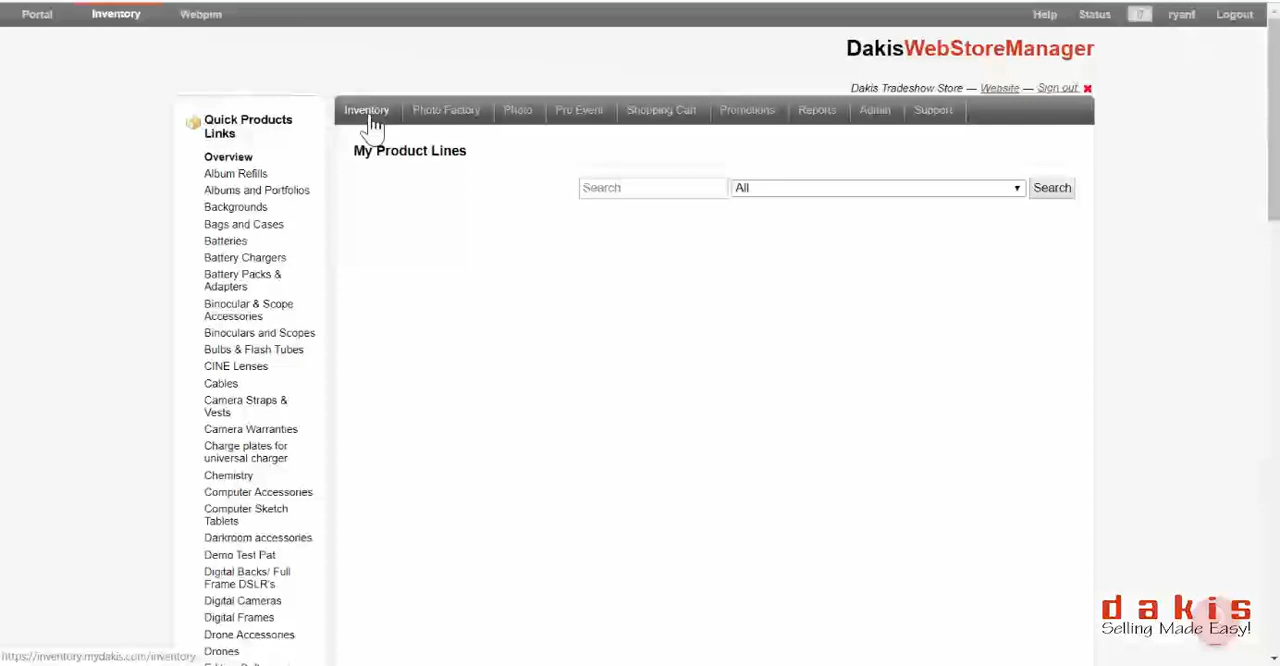 Portal Inventory Webpim Help Status ryanf Logout
DakisWebStoreManager
Dakis Tradeshow Store — Website — Sign out
Inventory Photo Factory Photo Pro Event Shopping Cart Promotions Reports Admin Support
Quick Products
Links
My Product Lines
Search All Search
Overview
Album Refills
Albums and Portfolios
Backgrounds
Bags and Cases
Batteries
Battery Chargers
Battery Packs &
Adapters
Binocular & Scope
Accessories
Binoculars and Scopes
Bulbs & Flash Tubes
CINE Lenses
Cables
Camera Straps &
Vests
Camera Warranties
Charge plates for
universal charger
Chemistry
Computer Accessories
Computer Sketch
Tablets
Darkroom accessories
Demo Test Pat
Digital Backs/ Full
Frame DSLR's
Digital Cameras
Digital Frames
Drone Accessories
Drones
https://inventory.mydakis.com/inventory
dakis
Selling Made Easy!